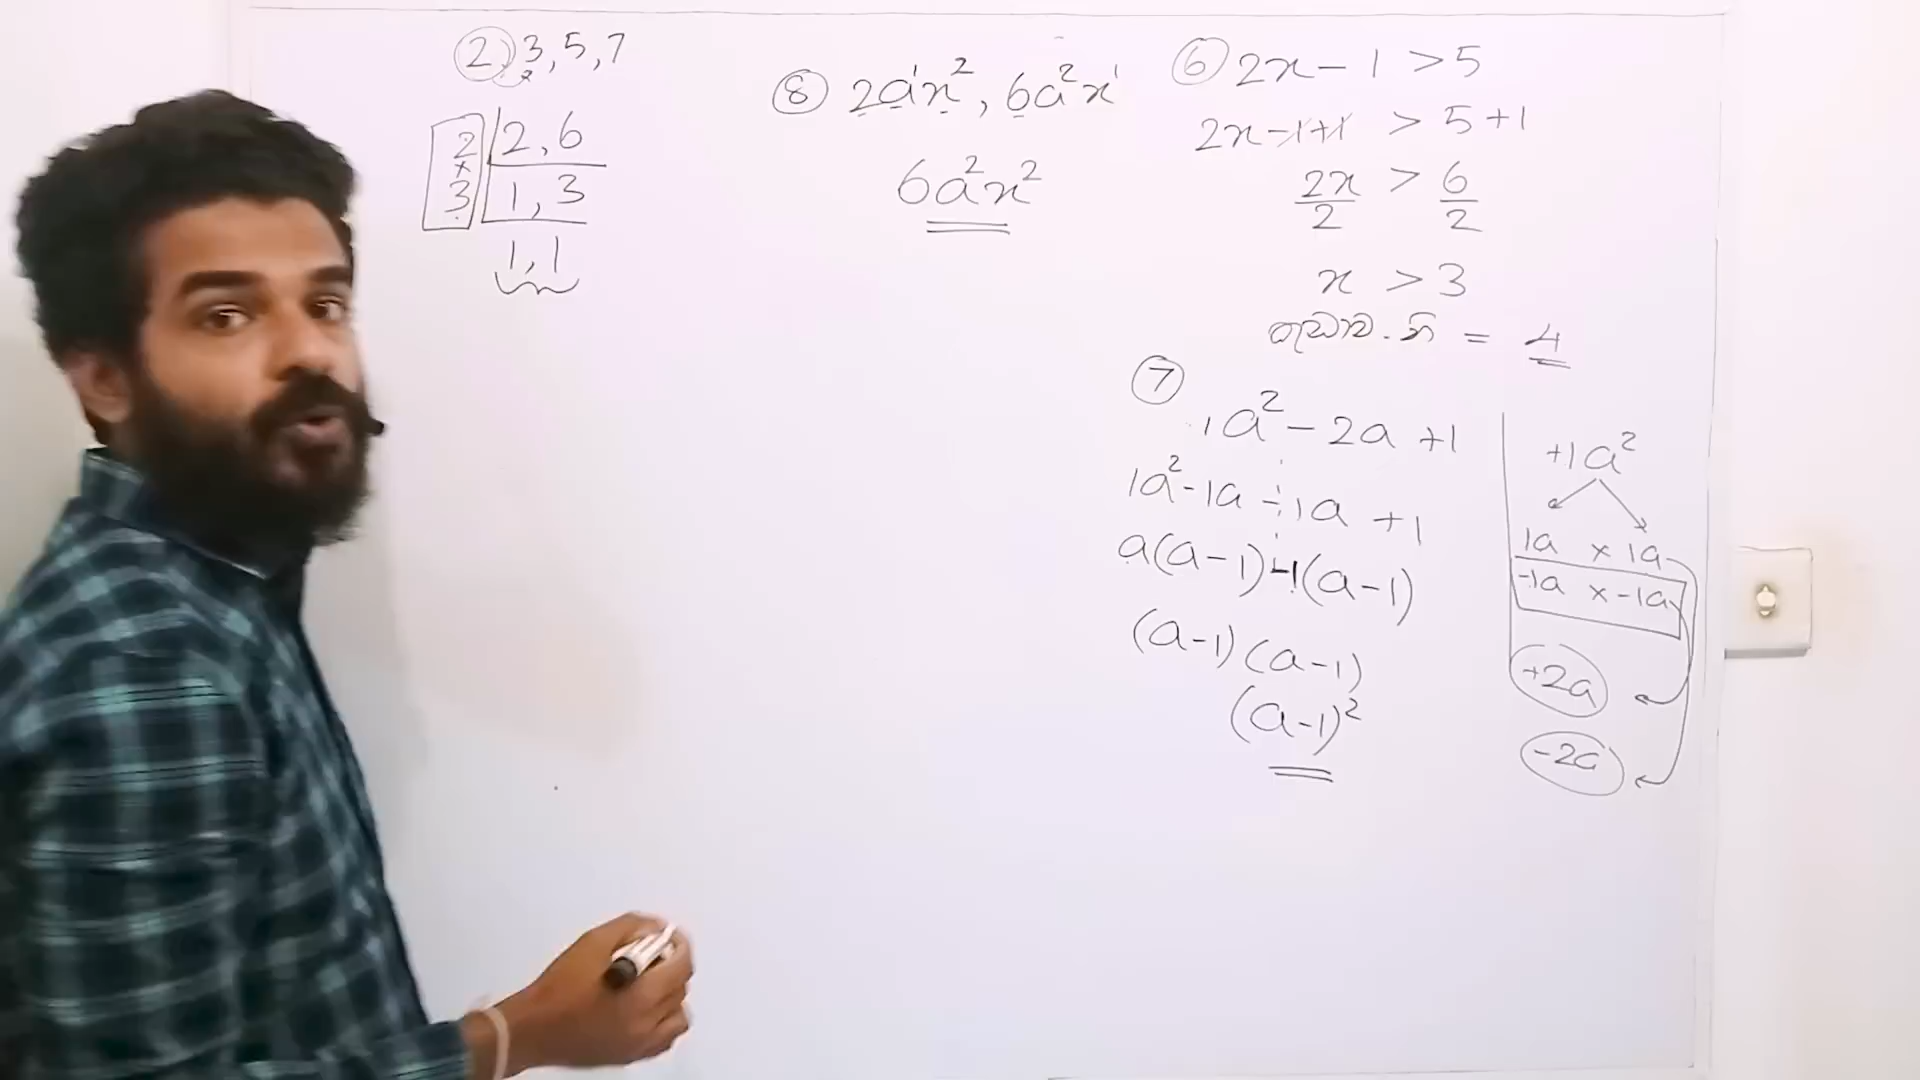 2, 3, 5, 7
2 | 2, 6
×
3 | 1, 3
1, 1
⑧ 2a¹x², 6a²x¹
6a²x²
⑥ 2x - 1 > 5
2x - 1 + 1 > 5 + 1
2x/2 > 6/2
x > 3
කුඩාම . නි = 4
⑦
1a² - 2a + 1
1a² - 1a - 1a + 1
a(a - 1) - 1(a - 1)
(a - 1)(a - 1)
(a - 1)²
+1a²
1a × 1a
-1a × -1a
+2a
-2a